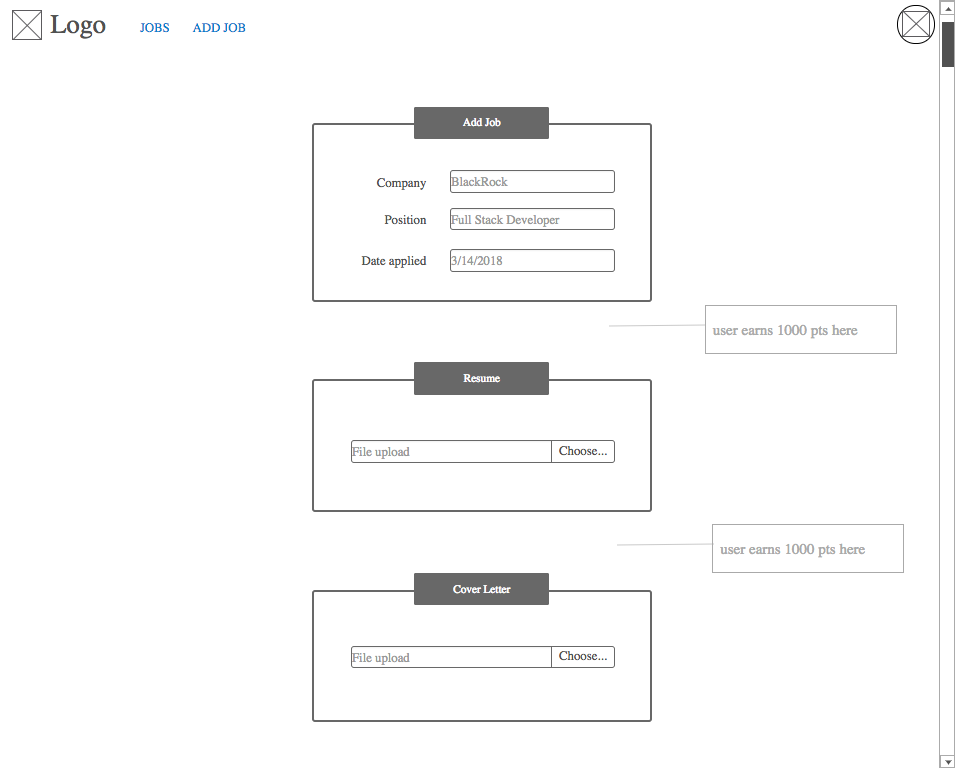 Logo
JOBS
ADD JOB
Add Job
Company
BlackRock
Position
Full Stack Developer
Date applied
3/14/2018
user earns 1000 pts here
Resume
File upload
Choose...
user earns 1000 pts here
Cover Letter
File upload
Choose...